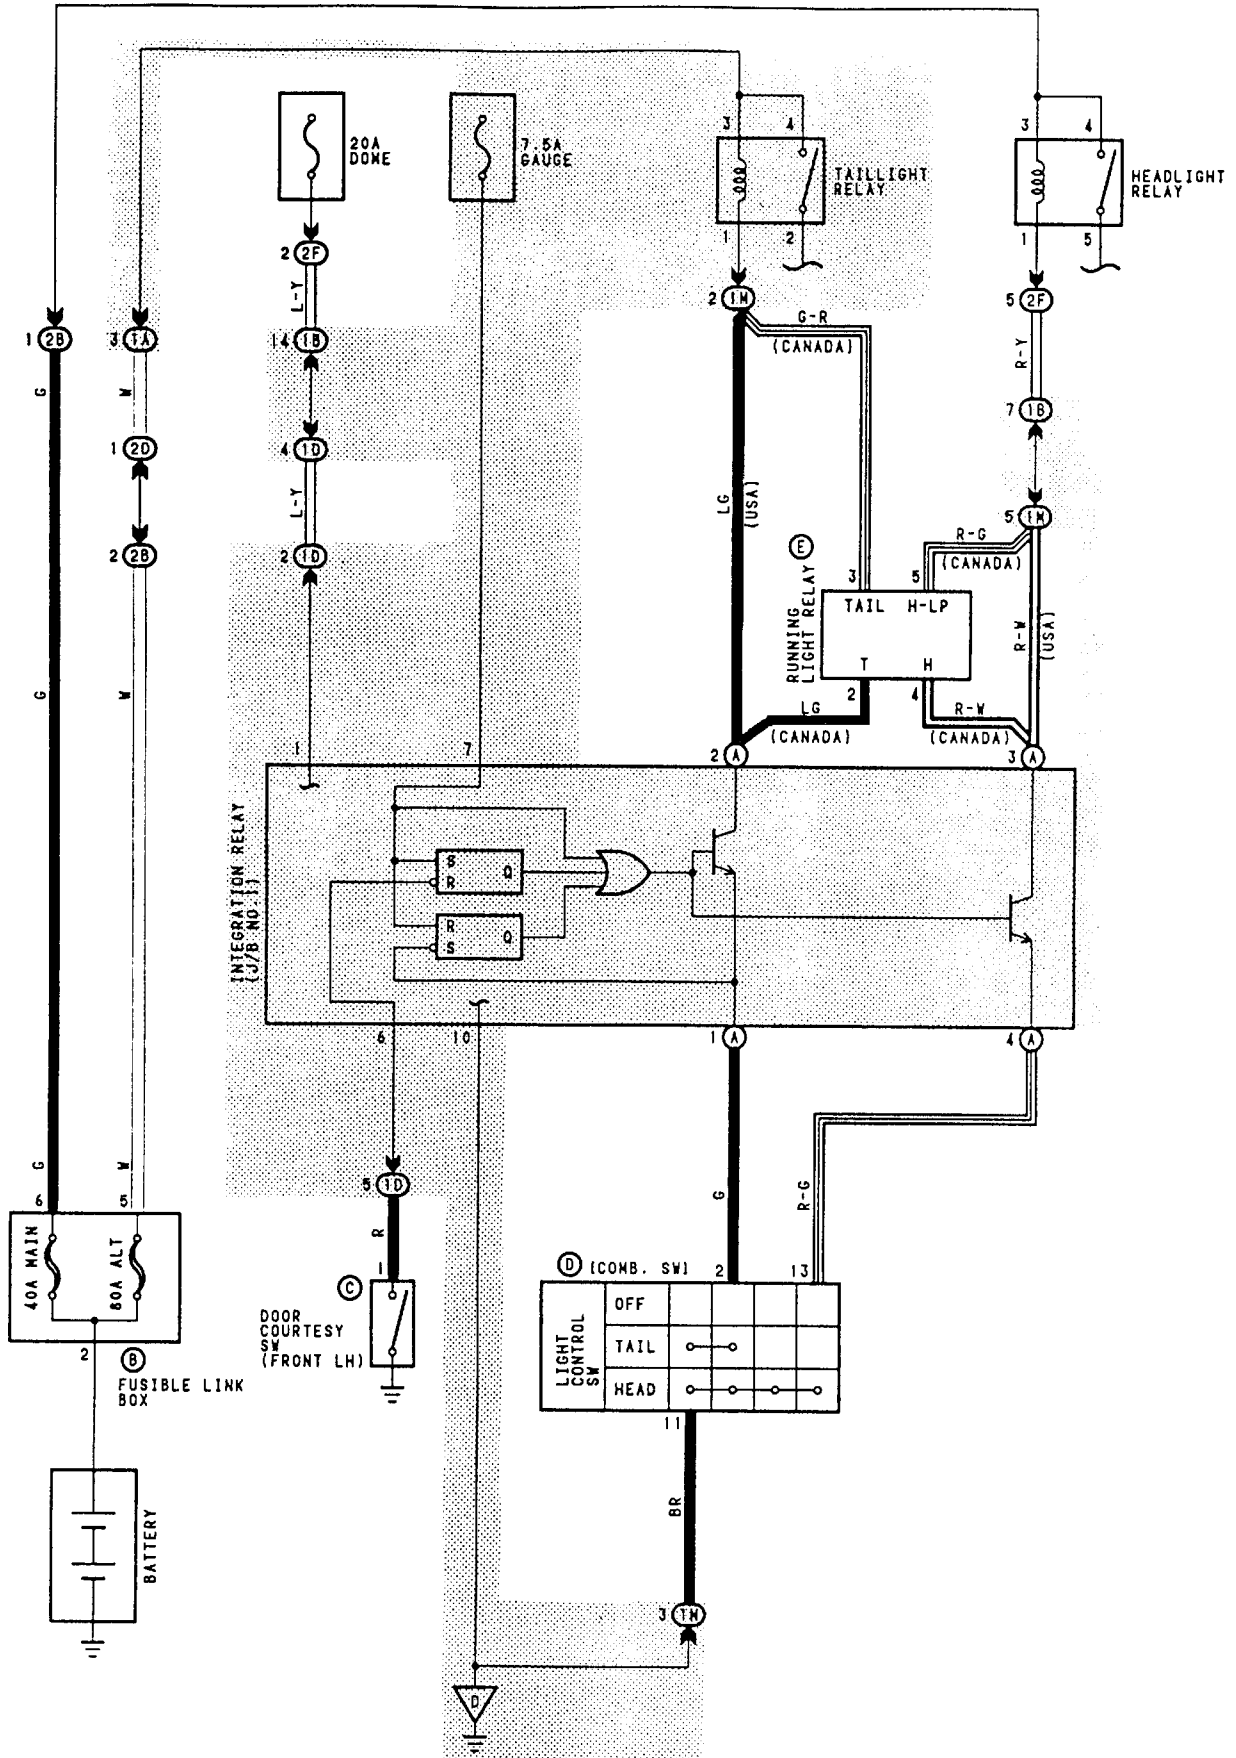 20A
DOME
7.5A
GAUGE
3 4
TAILLIGHT
RELAY
1 2
3 4
HEADLIGHT
RELAY
1 5
2 2F
L-Y
14 1B
4 1D
L-Y
2 1D
1 2B
G
3 1A
W
1 2D
2 2B
G
W
2 1M
G-R
(CANADA)
LG
(USA)
5 2F
R-Y
7 1B
5 1M
R-G
(CANADA)
R-W
(USA)
E
RUNNING
LIGHT RELAY
3 5
TAIL H-LP
T H
2 4
LG
(CANADA)
R-W
(CANADA)
1 7
2 A
3 A
INTEGRATION RELAY
(J/B NO.1)
S
R
Q
R
S
Q
6 10
1 A
4 A
G
W
6 5
40A MAIN
80A ALT
2
B
FUSIBLE LINK
BOX
BATTERY
5 1D
R
1
C
DOOR
COURTESY
SW
(FRONT LH)
G
R-G
D
[COMB. SW]
2 13
LIGHT
CONTROL
SW
OFF
TAIL
HEAD
11
BR
3 1M
D